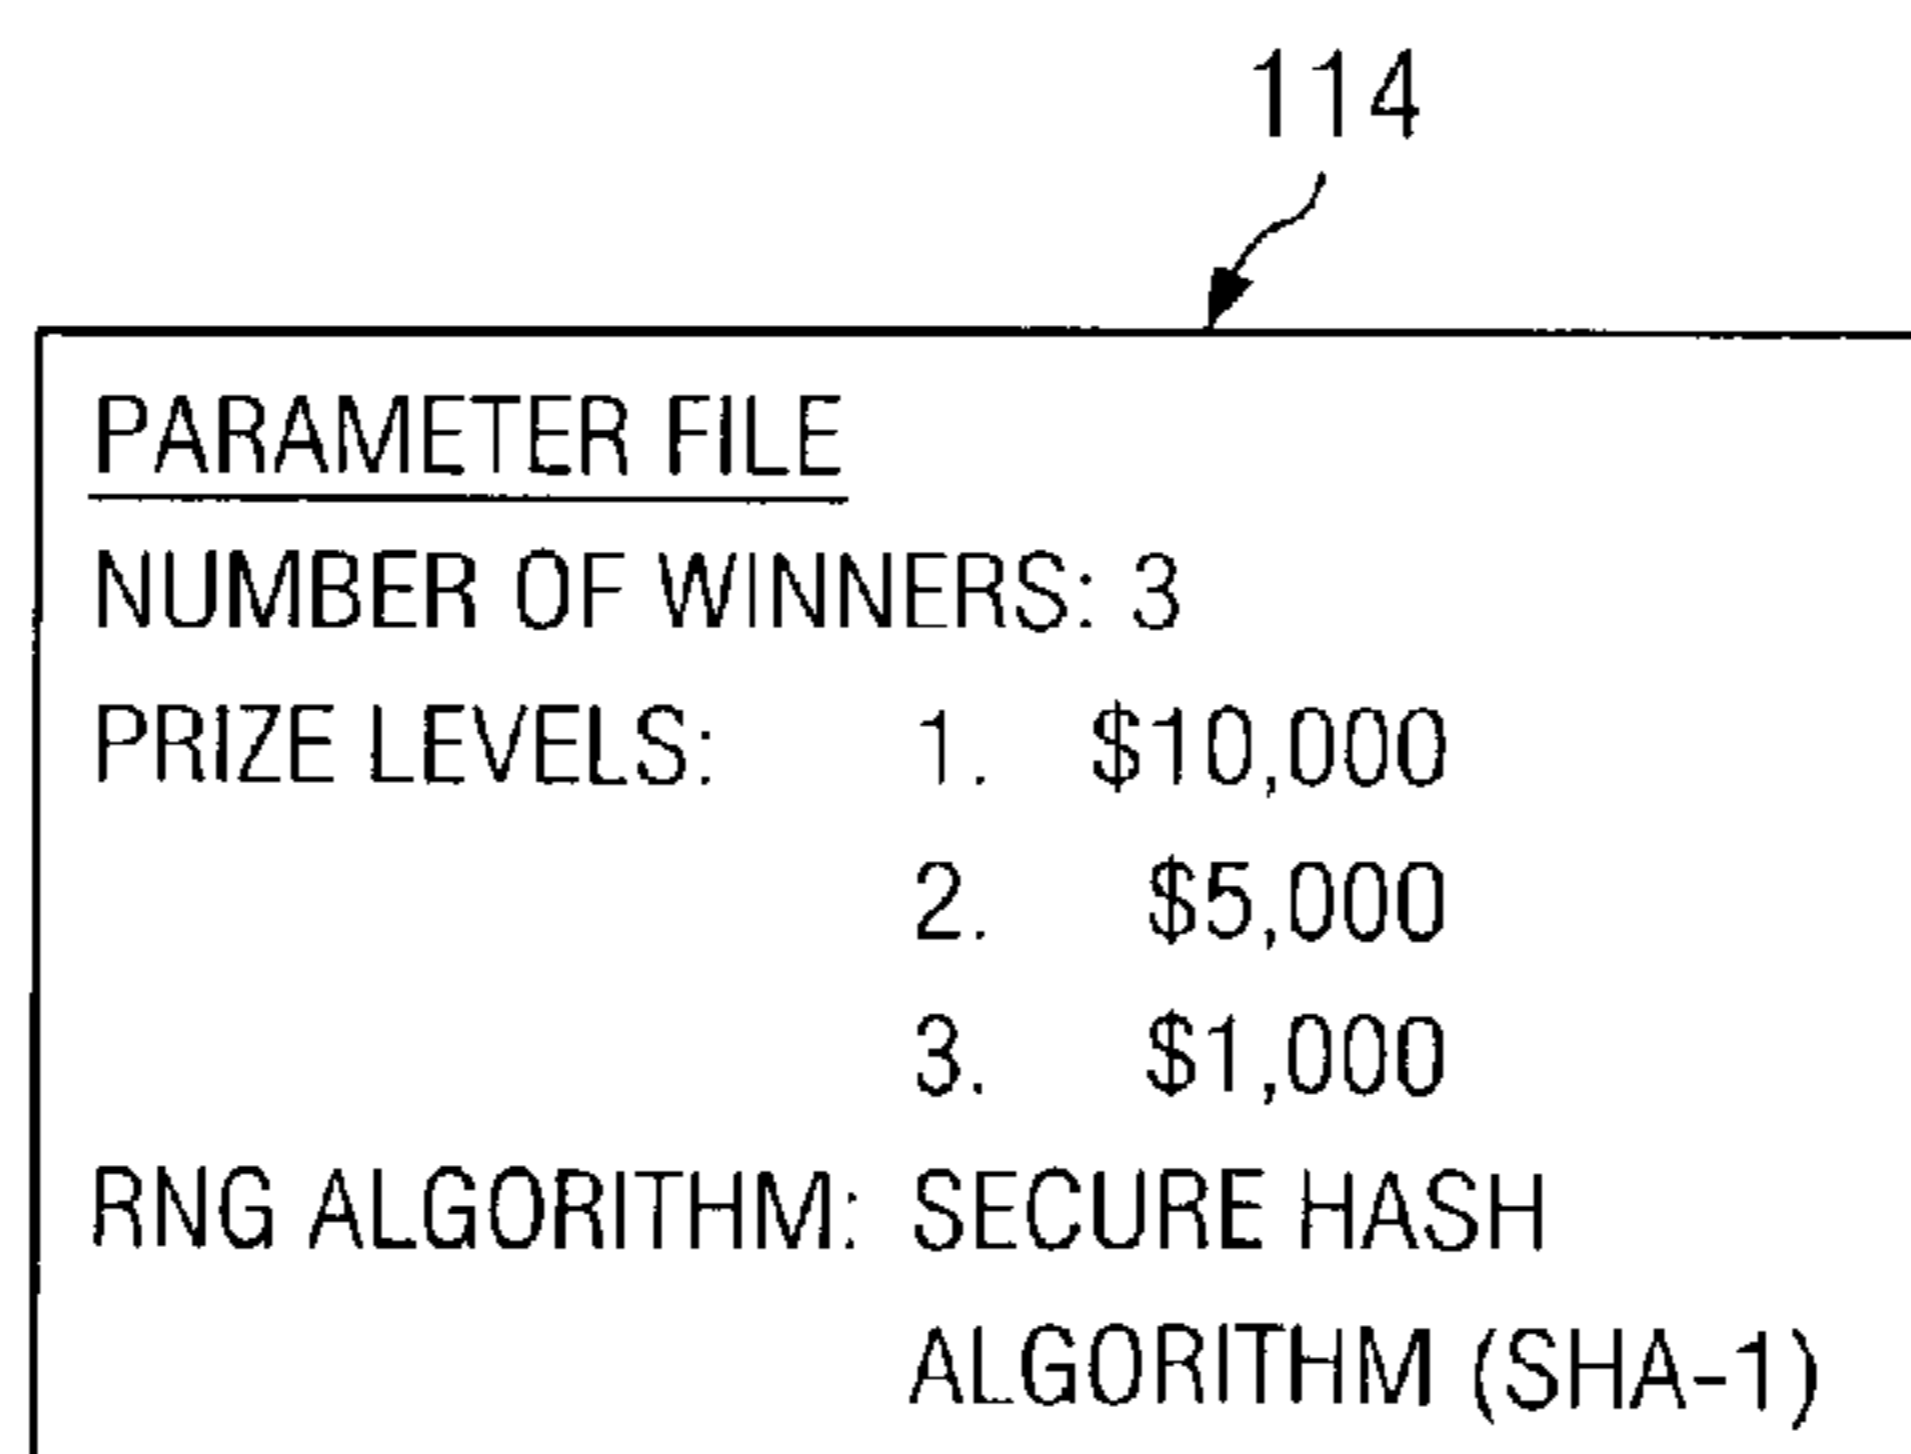 114
PARAMETER FILE
NUMBER OF WINNERS: 3
PRIZE LEVELS: 1. $10,000
2. $5,000
3. $1,000
RNG ALGORITHM: SECURE HASH
ALGORITHM (SHA-1)